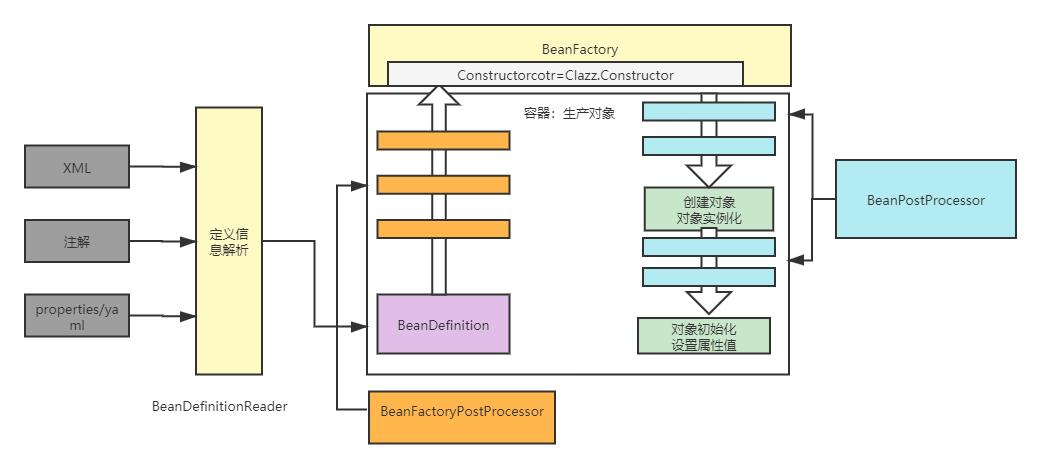 BeanFactory
Constructorcotr=Clazz.Constructor
容器：生产对象
XML
注解
properties/ya
ml
定义信
息解析
BeanDefinitionReader
BeanDefinition
创建对象
对象实例化
对象初始化
设置属性值
BeanPostProcessor
BeanFactoryPostProcessor